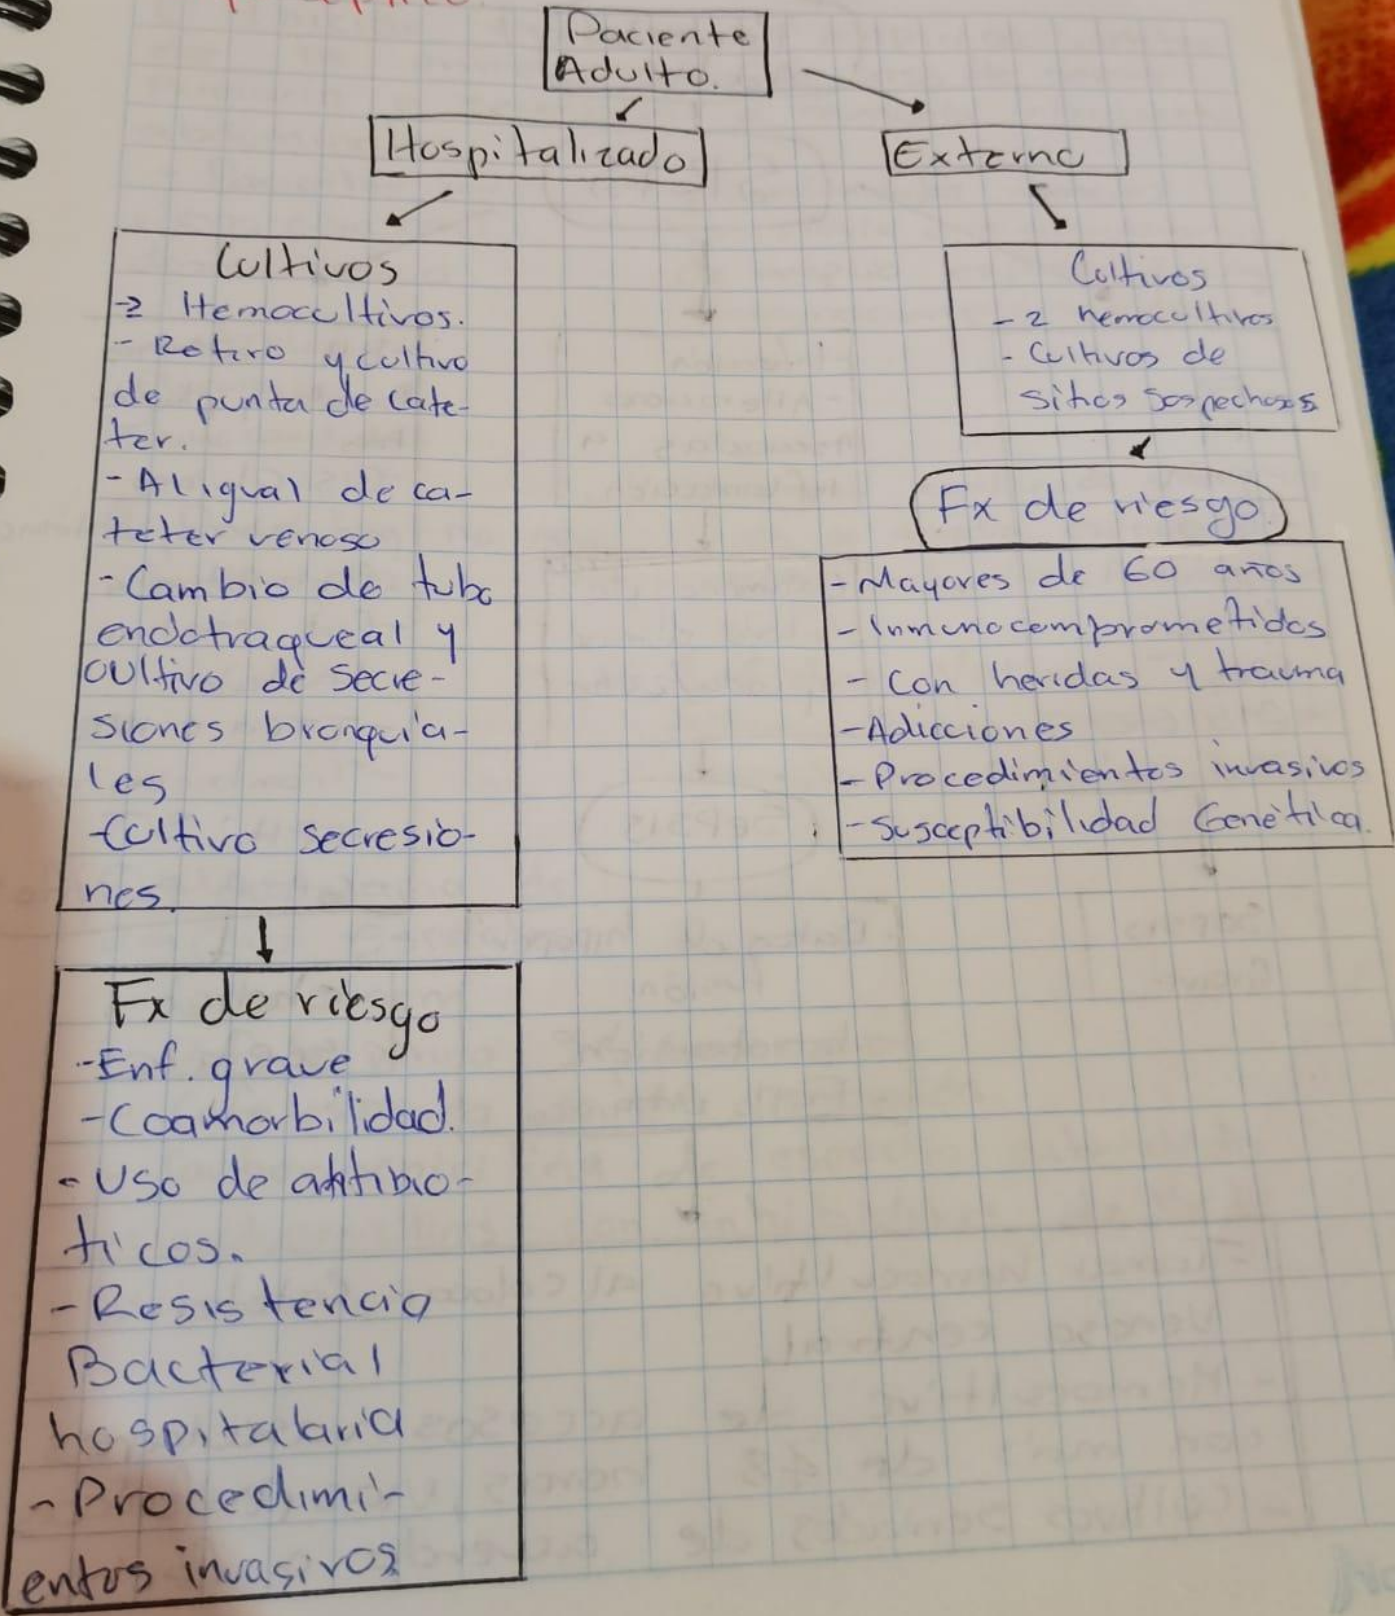 Paciente
Adulto.
Hospitalizado
Externo
Cultivos
-2 Hemocultivos.
- Retiro y cultivo
de punta de cate-
ter.
- Al igual de ca-
teter venoso
- Cambio de tubo
endotraqueal y
cultivo de secre-
siones bronquia-
les
- Cultivo secresio-
nes.
Fx de riesgo
- Enf. grave
- Coamorbilidad.
- Uso de antibio-
ticos.
- Resistencia
Bacterial
hospitalaria
- Procedimi-
entos invasivos
Cultivos
- 2 hemocultivos
- Cultivos de
sitios sospechosos
Fx de riesgo
- Mayores de 60 años
- Inmunocomprometidos
- Con heridas y trauma
- Adicciones
- Procedimientos invasivos
- Susceptibilidad Genética.